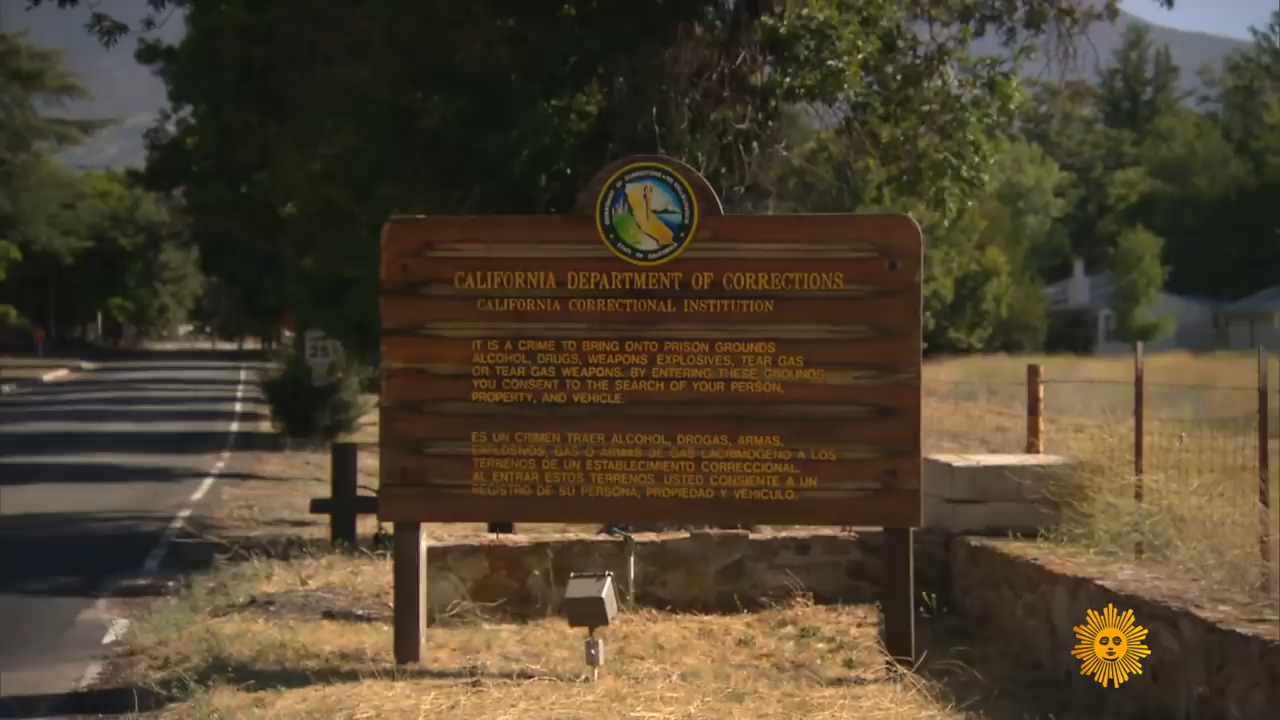 CALIFORNIA DEPARTMENT OF CORRECTIONS
CALIFORNIA CORRECTIONAL INSTITUTION
IT IS A CRIME TO BRING ONTO PRISON GROUNDS
ALCOHOL, DRUGS, WEAPONS EXPLOSIVES, TEAR GAS
OR TEAR GAS WEAPONS. BY ENTERING THESE GROUNDS
YOU CONSENT TO THE SEARCH OF YOUR PERSON,
PROPERTY, AND VEHICLE.
ES UN CRIMEN TRAER ALCOHOL, DROGAS, ARMAS,
EXPLOSIVOS, GAS O ARMAS DE GAS LACRIMOGENO A LOS
TERRENOS DE UN ESTABLECIMIENTO CORRECCIONAL.
AL ENTRAR ESTOS TERRENOS, USTED CONSIENTE A UN
REGISTRO DE SU PERSONA, PROPIEDAD Y VEHICULO.
STATE OF CALIFORNIA
25